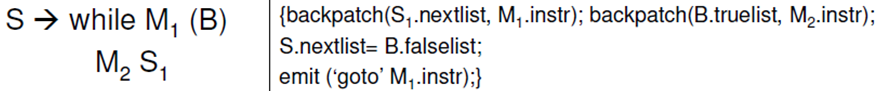 S → while M₁ (B)
M₂ S₁
{backpatch(S₁.nextlist, M₁.instr); backpatch(B.truelist, M₂.instr);
S.nextlist= B.falselist;
emit (‘goto’ M₁.instr);}